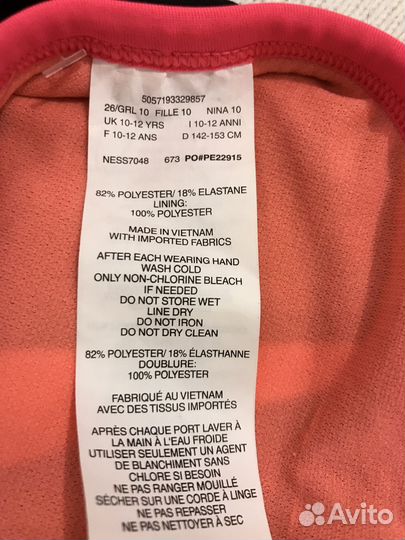 5057193329857
26/GRL 10 FILLE 10 NINA 10
UK 10-12 YRS I 10-12 ANNI
F 10-12 ANS D 142-153 CM
NESS7048 673 PO#PE22915
82% POLYESTER/ 18% ELASTANE
LINING:
100% POLYESTER
MADE IN VIETNAM
WITH IMPORTED FABRICS
AFTER EACH WEARING HAND
WASH COLD
ONLY NON-CHLORINE BLEACH
IF NEEDED
DO NOT STORE WET
LINE DRY
DO NOT IRON
DO NOT DRY CLEAN
82% POLYESTER/ 18% ÉLASTHANNE
DOUBLURE:
100% POLYESTER
FABRIQUÉ AU VIETNAM
AVEC DES TISSUS IMPORTÉS
APRÈS CHAQUE PORT LAVER À
LA MAIN À L'EAU FROIDE
UTILISER SEULEMENT UN AGENT
DE BLANCHIMENT SANS
CHLORE SI BESOIN
NE PAS RANGER MOUILLÉ
SÉCHER SUR UNE CORDE À LINGE
NE PAS REPASSER
NE PAS NETTOYER À SEC
Avito